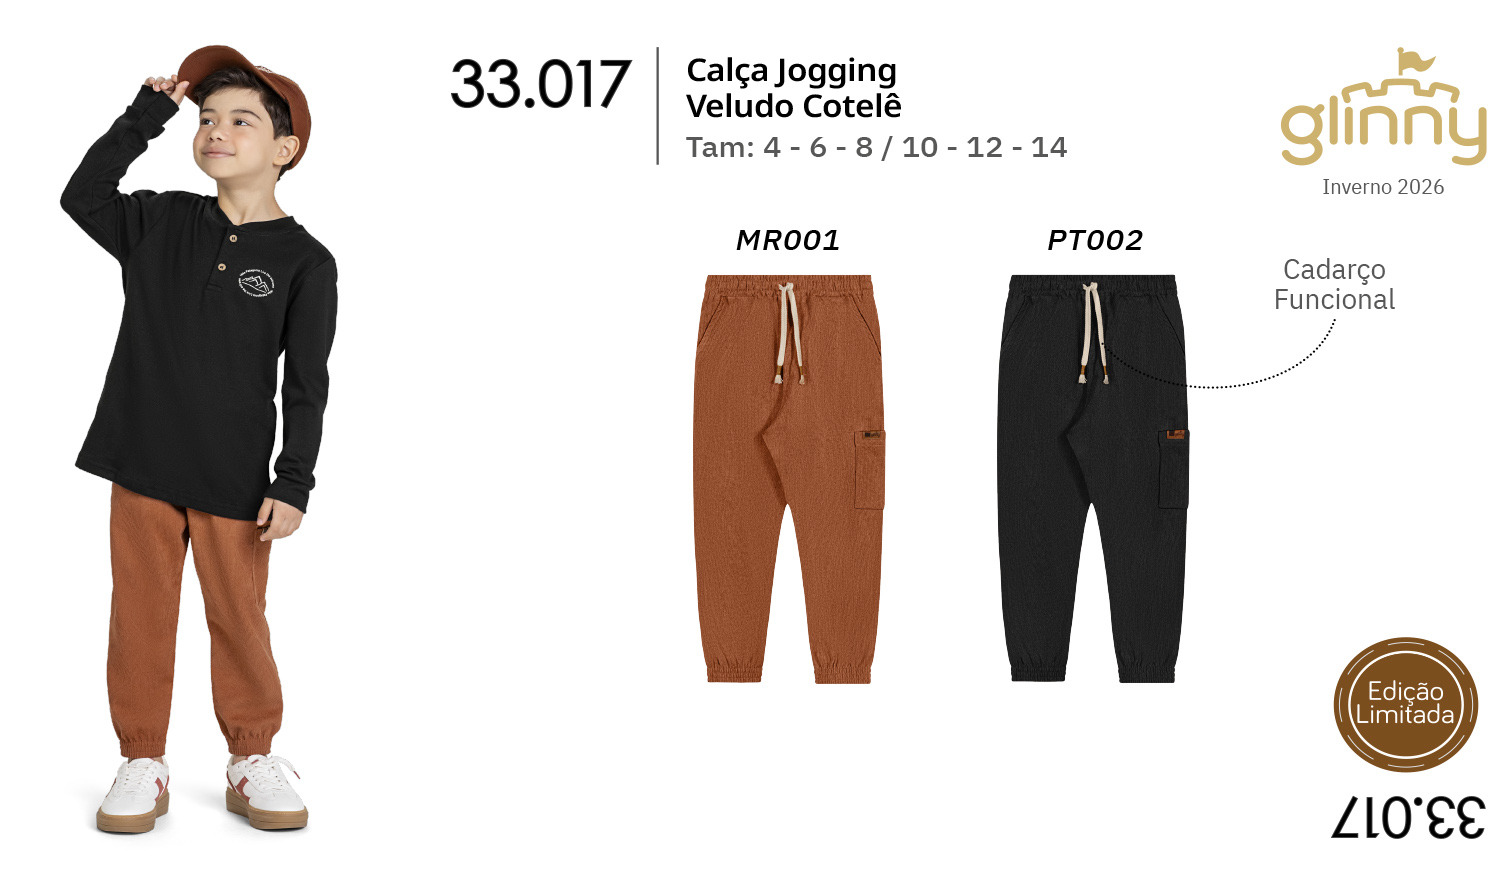 33.017
Calça Jogging
Veludo Cotelê
Tam: 4 - 6 - 8 / 10 - 12 - 14
glinny
Inverno 2026
MR001
PT002
Cadarço
Funcional
Edição
Limitada
33.017